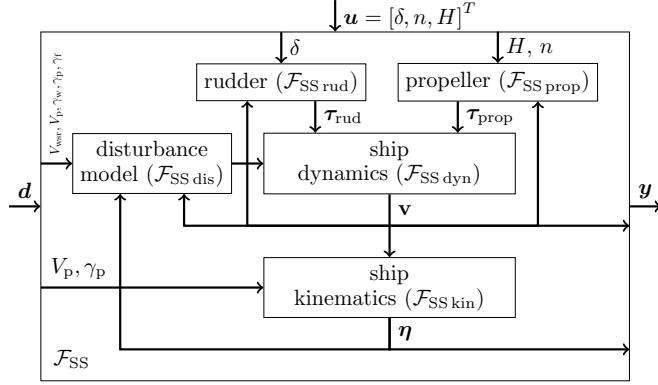 u = [δ, n, H]^T
δ
H, n
rudder (F_SS rud)
propeller (F_SS prop)
τ_rud
τ_prop
V_wsr, V_p, γ_w, γ_p, γ_f
disturbance
model (F_SS dis)
ship
dynamics (F_SS dyn)
d
y
v
V_p, γ_p
ship
kinematics (F_SS kin)
η
F_SS